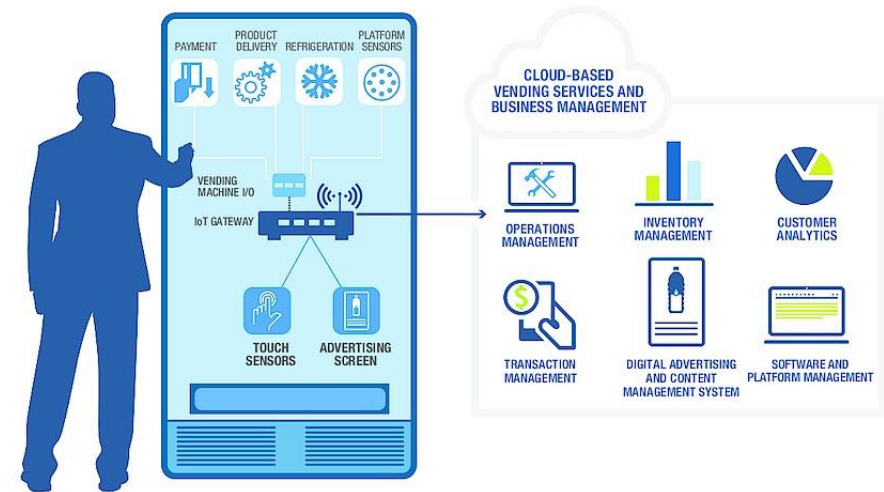 PAYMENT
PRODUCT
DELIVERY
REFRIGERATION
PLATFORM
SENSORS
VENDING
MACHINE I/O
IoT GATEWAY
TOUCH
SENSORS
ADVERTISING
SCREEN
CLOUD-BASED
VENDING SERVICES AND
BUSINESS MANAGEMENT
OPERATIONS
MANAGEMENT
INVENTORY
MANAGEMENT
CUSTOMER
ANALYTICS
$
TRANSACTION
MANAGEMENT
DIGITAL ADVERTISING
AND CONTENT
MANAGEMENT SYSTEM
SOFTWARE AND
PLATFORM MANAGEMENT